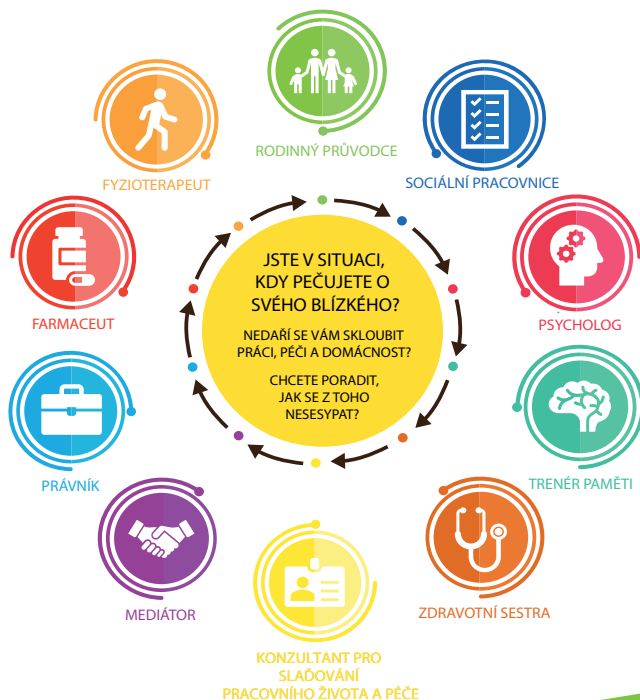 RODINNÝ PRŮVODCE
SOCIÁLNÍ PRACOVNICE
PSYCHOLOG
TRENÉR PAMĚTI
ZDRAVOTNÍ SESTRA
KONZULTANT PRO
SLAĎOVÁNÍ
PRACOVNÍHO ŽIVOTA A PÉČE
MEDIÁTOR
PRÁVNÍK
FARMACEUT
FYZIOTERAPEUT
JSTE V SITUACI,
KDY PEČUJETE O
SVÉHO BLÍZKÉHO?
NEDAŘÍ SE VÁM SKLOUBIT
PRÁCI, PÉČI A DOMÁCNOST?
CHCETE PORADIT,
JAK SE Z TOHO
NESESYPAT?